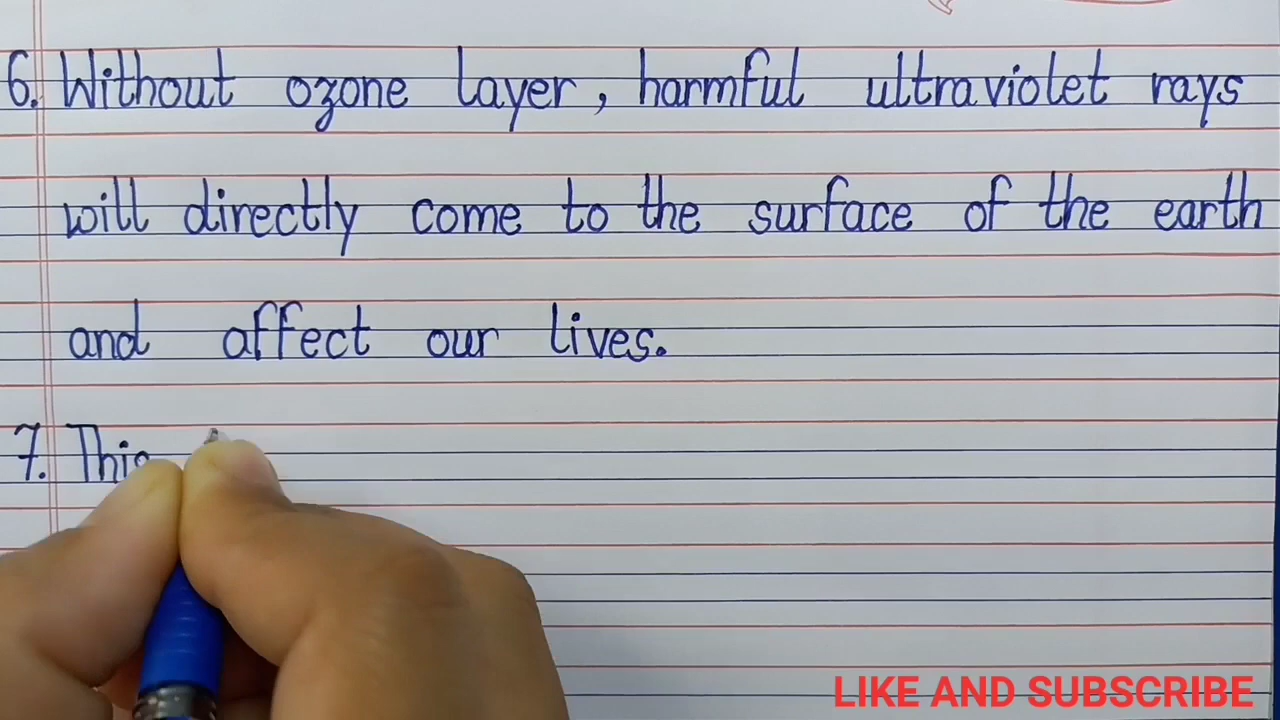 6. Without ozone layer, harmful ultraviolet rays
will directly come to the surface of the earth
and affect our lives.
7. This
LIKE AND SUBSCRIBE